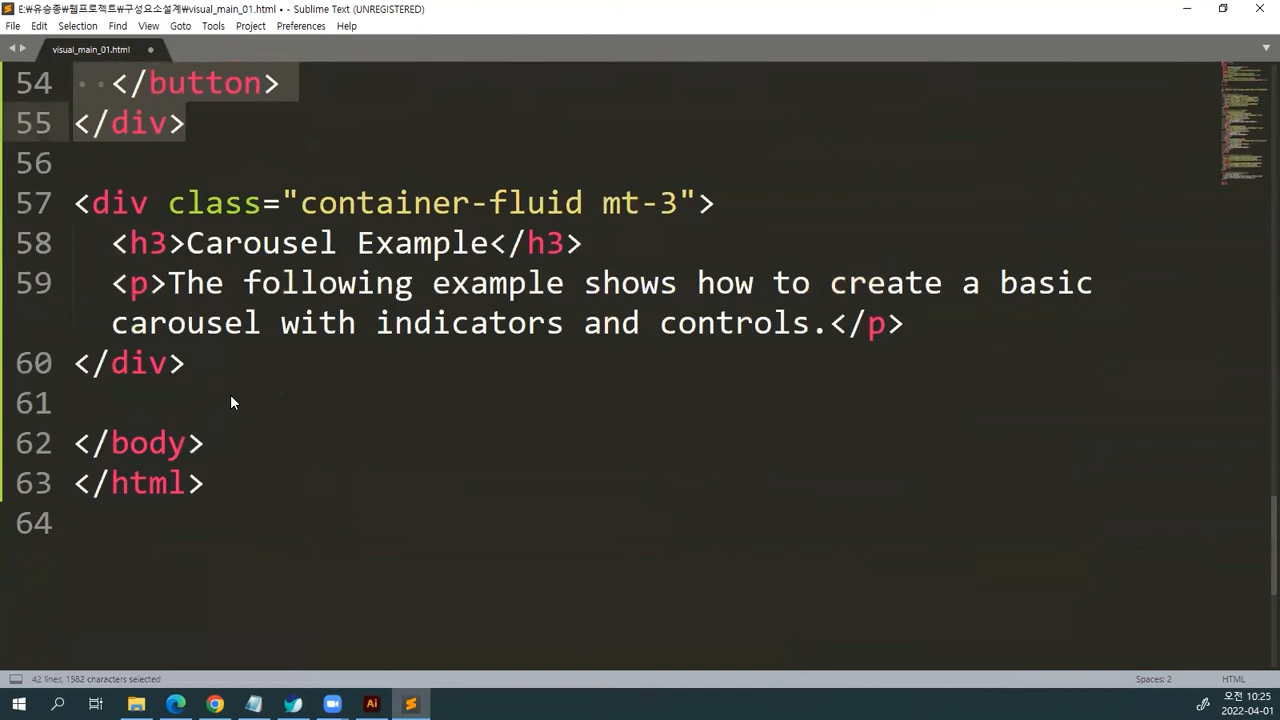 E:₩유승종₩웹프로젝트₩구성요소설계₩visual_main_01.html • - Sublime Text (UNREGISTERED)
File Edit Selection Find View Goto Tools Project Preferences Help
visual_main_01.html
54 </button>
55 </div>
56
57 <div class="container-fluid mt-3">
58 <h3>Carousel Example</h3>
59 <p>The following example shows how to create a basic
carousel with indicators and controls.</p>
60 </div>
61
62 </body>
63 </html>
64
42 lines, 1582 characters selected Spaces: 2 HTML
Ai 오전 10:25
2022-04-01